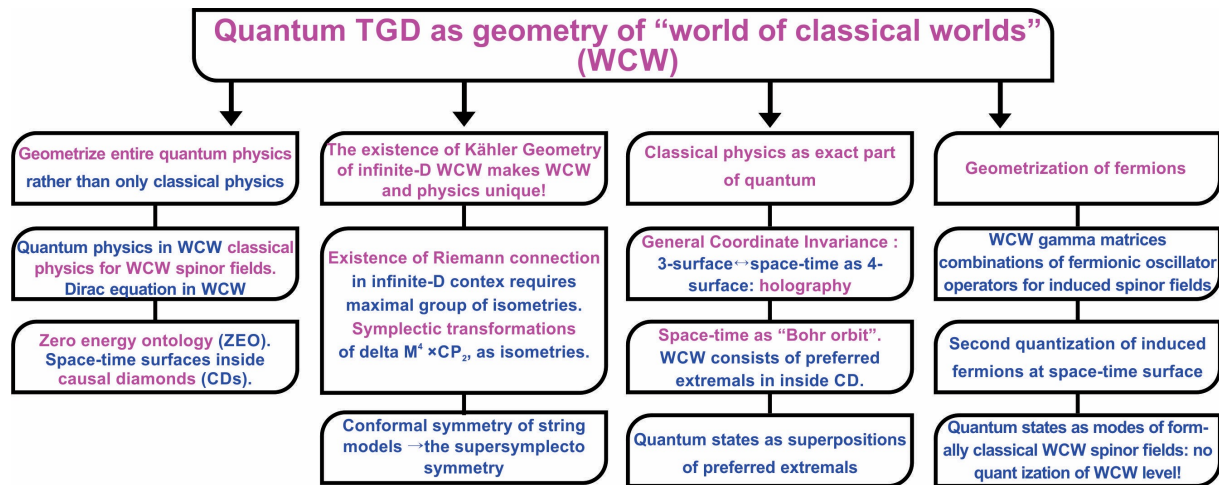 Quantum TGD as geometry of “world of classical worlds”
(WCW)
Geometrize entire quantum physics
rather than only classical physics
Quantum physics in WCW classical
physics for WCW spinor fields.
Dirac equation in WCW
Zero energy ontology (ZEO).
Space-time surfaces inside
causal diamonds (CDs).
The existence of Kähler Geometry
of infinite-D WCW makes WCW
and physics unique!
Existence of Riemann connection
in infinite-D contex requires
maximal group of isometries.
Symplectic transformations
of delta M⁴ ×CP₂, as isometries.
Conformal symmetry of string
models →the supersymplecto
symmetry
Classical physics as exact part
of quantum
General Coordinate Invariance :
3-surface↔space-time as 4-
surface: holography
Space-time as “Bohr orbit”.
WCW consists of preferred
extremals in inside CD.
Quantum states as superpositions
of preferred extremals
Geometrization of fermions
WCW gamma matrices
combinations of fermionic oscillator
operators for induced spinor fields
Second quantization of induced
fermions at space-time surface
Quantum states as modes of form-
ally classical WCW spinor fields: no
quant ization of WCW level!